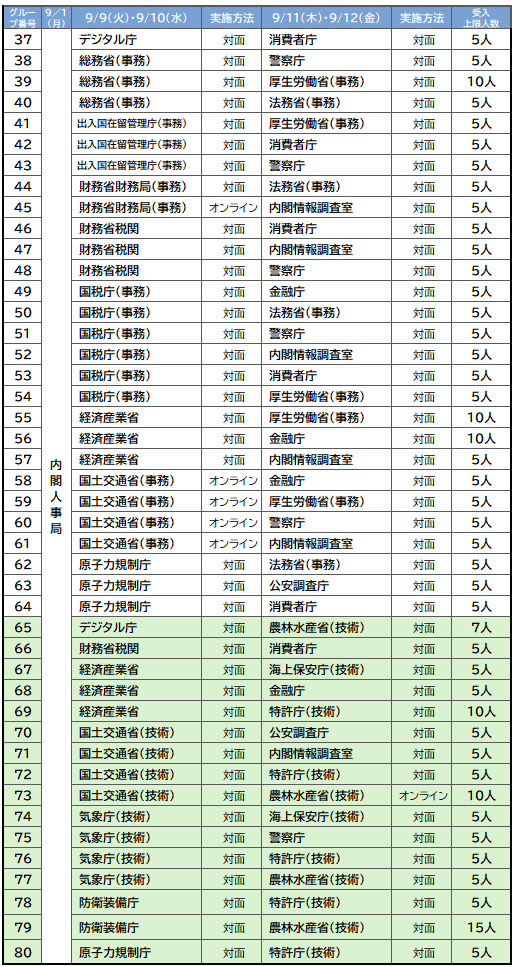 グループ番号 9/1(月) 9/9(火)・9/10(水) 実施方法 9/11(木)・9/12(金) 実施方法 受入上限人数
内閣人事局
37 デジタル庁 対面 消費者庁 対面 5人
38 総務省(事務) 対面 警察庁 対面 5人
39 総務省(事務) 対面 厚生労働省(事務) 対面 10人
40 総務省(事務) 対面 法務省(事務) 対面 5人
41 出入国在留管理庁(事務) 対面 厚生労働省(事務) 対面 5人
42 出入国在留管理庁(事務) 対面 消費者庁 対面 5人
43 出入国在留管理庁(事務) 対面 警察庁 対面 5人
44 財務省財務局(事務) 対面 法務省(事務) 対面 5人
45 財務省財務局(事務) オンライン 内閣情報調査室 対面 5人
46 財務省税関 対面 消費者庁 対面 5人
47 財務省税関 対面 内閣情報調査室 対面 5人
48 財務省税関 対面 警察庁 対面 5人
49 国税庁(事務) 対面 金融庁 対面 5人
50 国税庁(事務) 対面 法務省(事務) 対面 5人
51 国税庁(事務) 対面 警察庁 対面 5人
52 国税庁(事務) 対面 内閣情報調査室 対面 5人
53 国税庁(事務) 対面 消費者庁 対面 5人
54 国税庁(事務) 対面 厚生労働省(事務) 対面 5人
55 経済産業省 対面 厚生労働省(事務) 対面 10人
56 経済産業省 対面 金融庁 対面 10人
57 経済産業省 対面 内閣情報調査室 対面 5人
58 国土交通省(事務) オンライン 金融庁 対面 5人
59 国土交通省(事務) オンライン 厚生労働省(事務) 対面 5人
60 国土交通省(事務) オンライン 警察庁 対面 5人
61 国土交通省(事務) オンライン 内閣情報調査室 対面 5人
62 原子力規制庁 対面 法務省(事務) 対面 5人
63 原子力規制庁 対面 公安調査庁 対面 5人
64 原子力規制庁 対面 消費者庁 対面 5人
65 デジタル庁 対面 農林水産省(技術) 対面 7人
66 財務省税関 対面 消費者庁 対面 5人
67 経済産業省 対面 海上保安庁(技術) 対面 5人
68 経済産業省 対面 金融庁 対面 5人
69 経済産業省 対面 特許庁(技術) 対面 10人
70 国土交通省(技術) 対面 公安調査庁 対面 5人
71 国土交通省(技術) 対面 内閣情報調査室 対面 5人
72 国土交通省(技術) 対面 特許庁(技術) 対面 5人
73 国土交通省(技術) 対面 農林水産省(技術) オンライン 10人
74 気象庁(技術) 対面 海上保安庁(技術) 対面 5人
75 気象庁(技術) 対面 警察庁 対面 5人
76 気象庁(技術) 対面 特許庁(技術) 対面 5人
77 気象庁(技術) 対面 農林水産省(技術) 対面 5人
78 防衛装備庁 対面 特許庁(技術) 対面 5人
79 防衛装備庁 対面 農林水産省(技術) 対面 15人
80 原子力規制庁 対面 特許庁(技術) 対面 5人